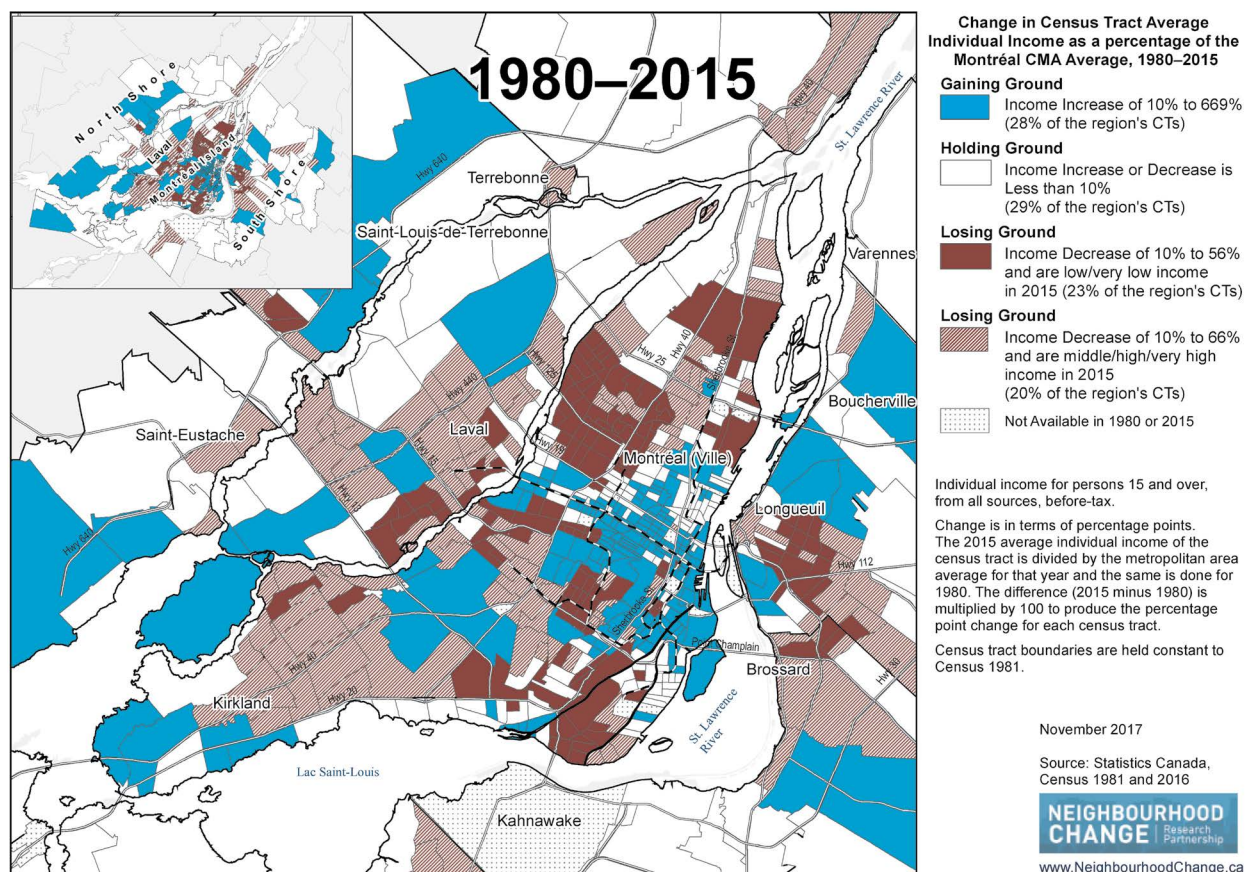 1980–2015
North Shore
Laval
Montréal Island
South Shore
Hwy 40
St. Lawrence River
Hwy 640
Terrebonne
Saint-Louis-de-Terrebonne
Varennes
Hwy 25
Hwy 40
Sherbrooke St.
Hwy 440
Boucherville
Saint-Eustache
Laval
Montréal (Ville)
Longueuil
Hwy 640
Hwy 112
Sherbrooke St.
Pont Champlain
Brossard
Hwy 40
Hwy 20
Hwy 30
Kirkland
St. Lawrence
River
Lac Saint-Louis
Kahnawake
Change in Census Tract Average
Individual Income as a percentage of the
Montréal CMA Average, 1980–2015
Gaining Ground
Income Increase of 10% to 669%
(28% of the region's CTs)
Holding Ground
Income Increase or Decrease is
Less than 10%
(29% of the region's CTs)
Losing Ground
Income Decrease of 10% to 56%
and are low/very low income
in 2015 (23% of the region's CTs)
Losing Ground
Income Decrease of 10% to 66%
and are middle/high/very high
income in 2015
(20% of the region's CTs)
Not Available in 1980 or 2015
Individual income for persons 15 and over,
from all sources, before-tax.
Change is in terms of percentage points.
The 2015 average individual income of the
census tract is divided by the metropolitan area
average for that year and the same is done for
1980. The difference (2015 minus 1980) is
multiplied by 100 to produce the percentage
point change for each census tract.
Census tract boundaries are held constant to
Census 1981.
November 2017
Source: Statistics Canada,
Census 1981 and 2016
NEIGHBOURHOOD
CHANGE Research
Partnership
www.NeighbourhoodChange.ca